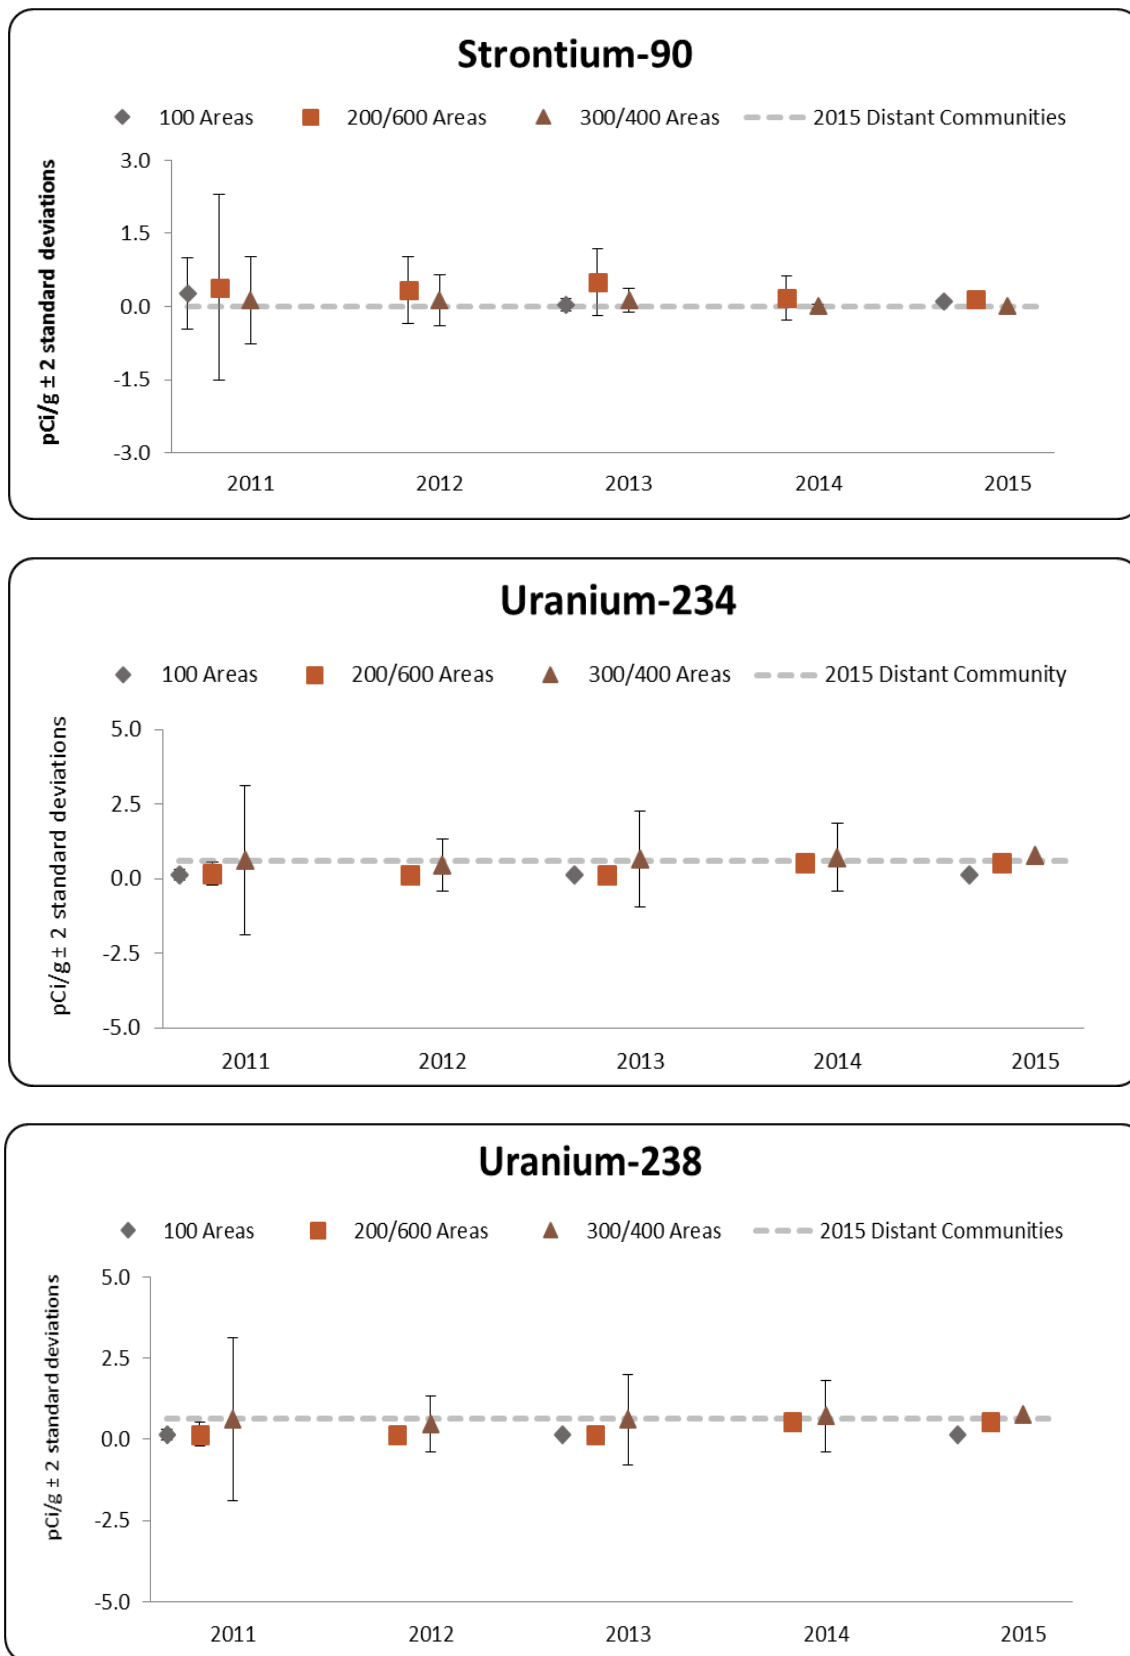 Strontium-90
100 Areas 200/600 Areas 300/400 Areas 2015 Distant Communities
pCi/g ± 2 standard deviations
3.0
1.5
0.0
-1.5
-3.0
2011 2012 2013 2014 2015
Uranium-234
100 Areas 200/600 Areas 300/400 Areas 2015 Distant Community
pCi/g ± 2 standard deviations
5.0
2.5
0.0
-2.5
-5.0
2011 2012 2013 2014 2015
Uranium-238
100 Areas 200/600 Areas 300/400 Areas 2015 Distant Communities
pCi/g ± 2 standard deviations
5.0
2.5
0.0
-2.5
-5.0
2011 2012 2013 2014 2015